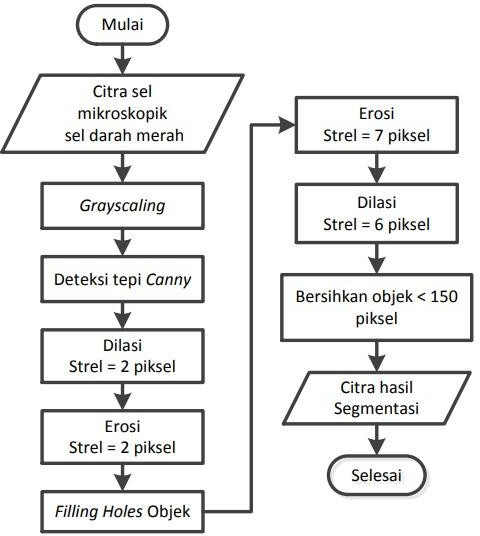 Mulai
Citra sel
mikroskopik
sel darah merah
Grayscaling
Deteksi tepi Canny
Dilasi
Strel = 2 piksel
Erosi
Strel = 2 piksel
Filling Holes Objek
Erosi
Strel = 7 piksel
Dilasi
Strel = 6 piksel
Bersihkan objek < 150
piksel
Citra hasil
Segmentasi
Selesai